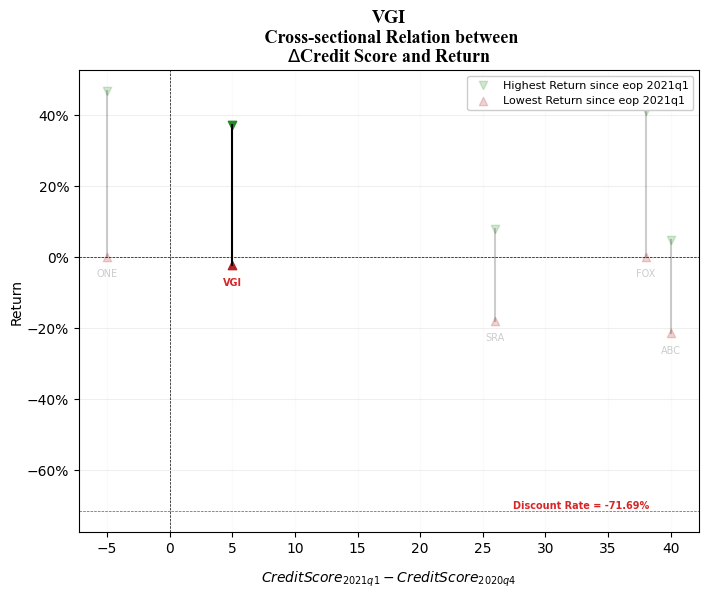 VGI
Cross-sectional Relation between
ΔCredit Score and Return
Highest Return since eop 2021q1
Lowest Return since eop 2021q1
40%
20%
0%
−20%
−40%
−60%
Return
ONE
VGI
SRA
FOX
ABC
Discount Rate = -71.69%
−5
0
5
10
15
20
25
30
35
40
CreditScore2021q1 − CreditScore2020q4